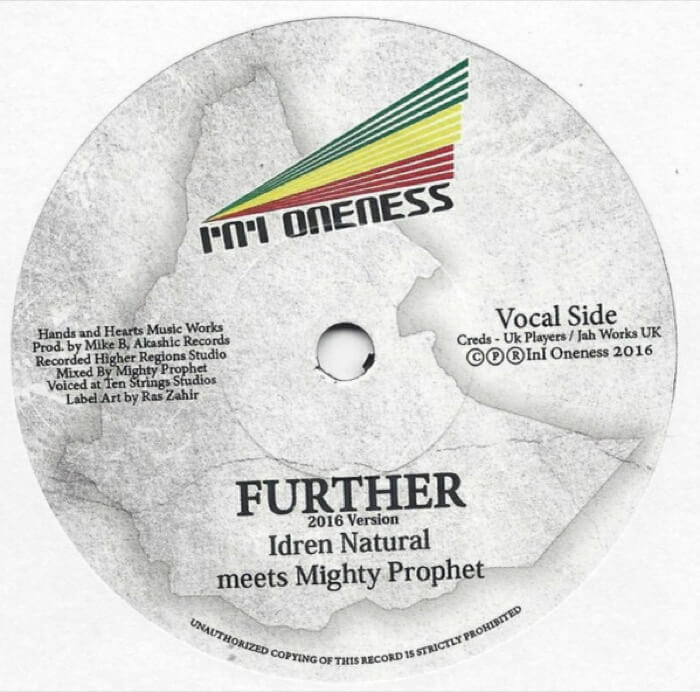 I'N'I ONENESS
Hands and Hearts Music Works
Prod. by Mike B, Akashic Records
Recorded Higher Regions Studio
Mixed By Mighty Prophet
Voiced at Ten Strings Studios
Label Art by Ras Zahir
Vocal Side
Creds - Uk Players / Jah Works UK
ⒸⓅⓇInI Oneness 2016
FURTHER
2016 Version
Idren Natural
meets Mighty Prophet
UNAUTHORIZED COPYING OF THIS RECORD IS STRICTLY PROHIBITED